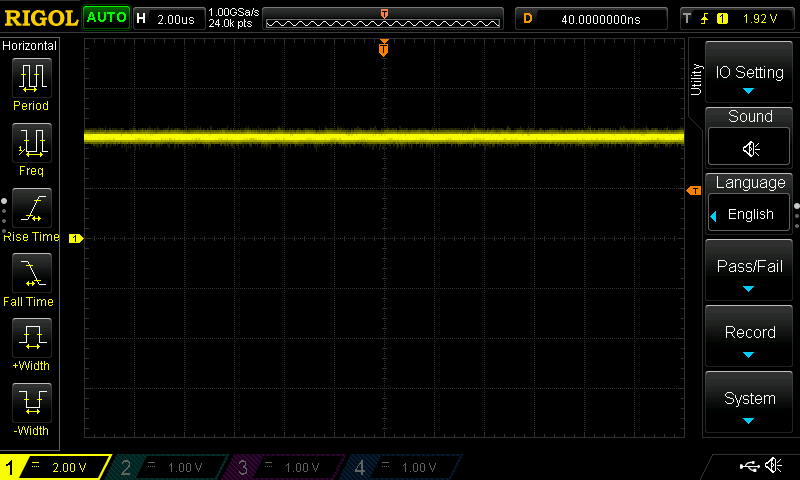 RIGOL AUTO H 2.00us 1.00GSa/s 24.0k pts T D 40.0000000ns T 1 1.92 V
Horizontal
Period
Freq
Rise Time
Fall Time
+Width
-Width
T
T
1
Utility
IO Setting
Sound
Language
English
Pass/Fail
Record
System
1 2.00 V 2 1.00 V 3 1.00 V 4 1.00 V